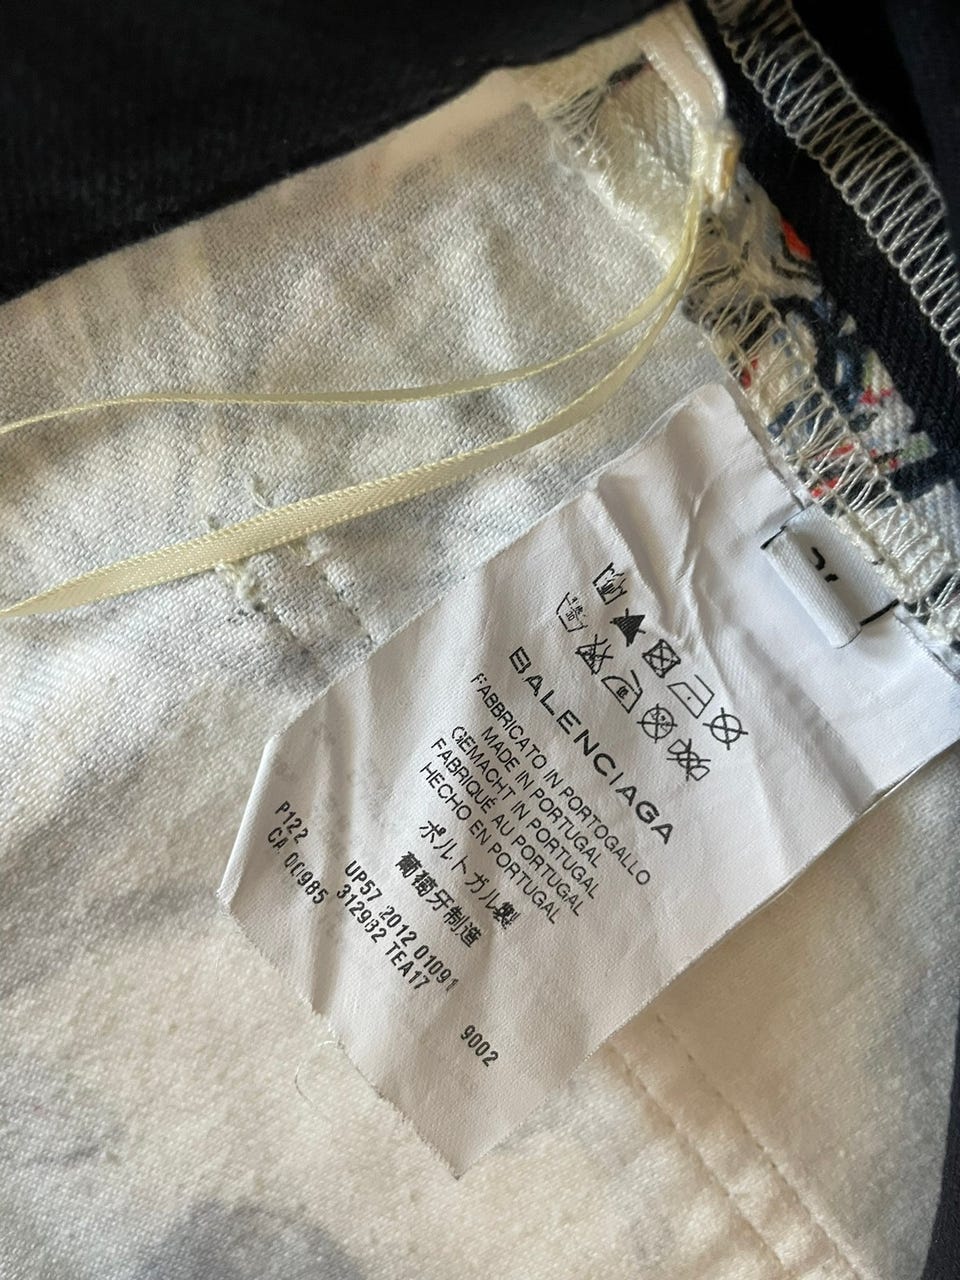 BALENCIAGA
FABBRICATO IN PORTOGALLO
MADE IN PORTUGAL
GEMACHT IN PORTUGAL
FABRIQUÉ AU PORTUGAL
HECHO EN PORTUGAL
ポルトガル製
葡萄牙制造
P122 UP57 2012 01091
CA 00985 312982 TEA17
9002